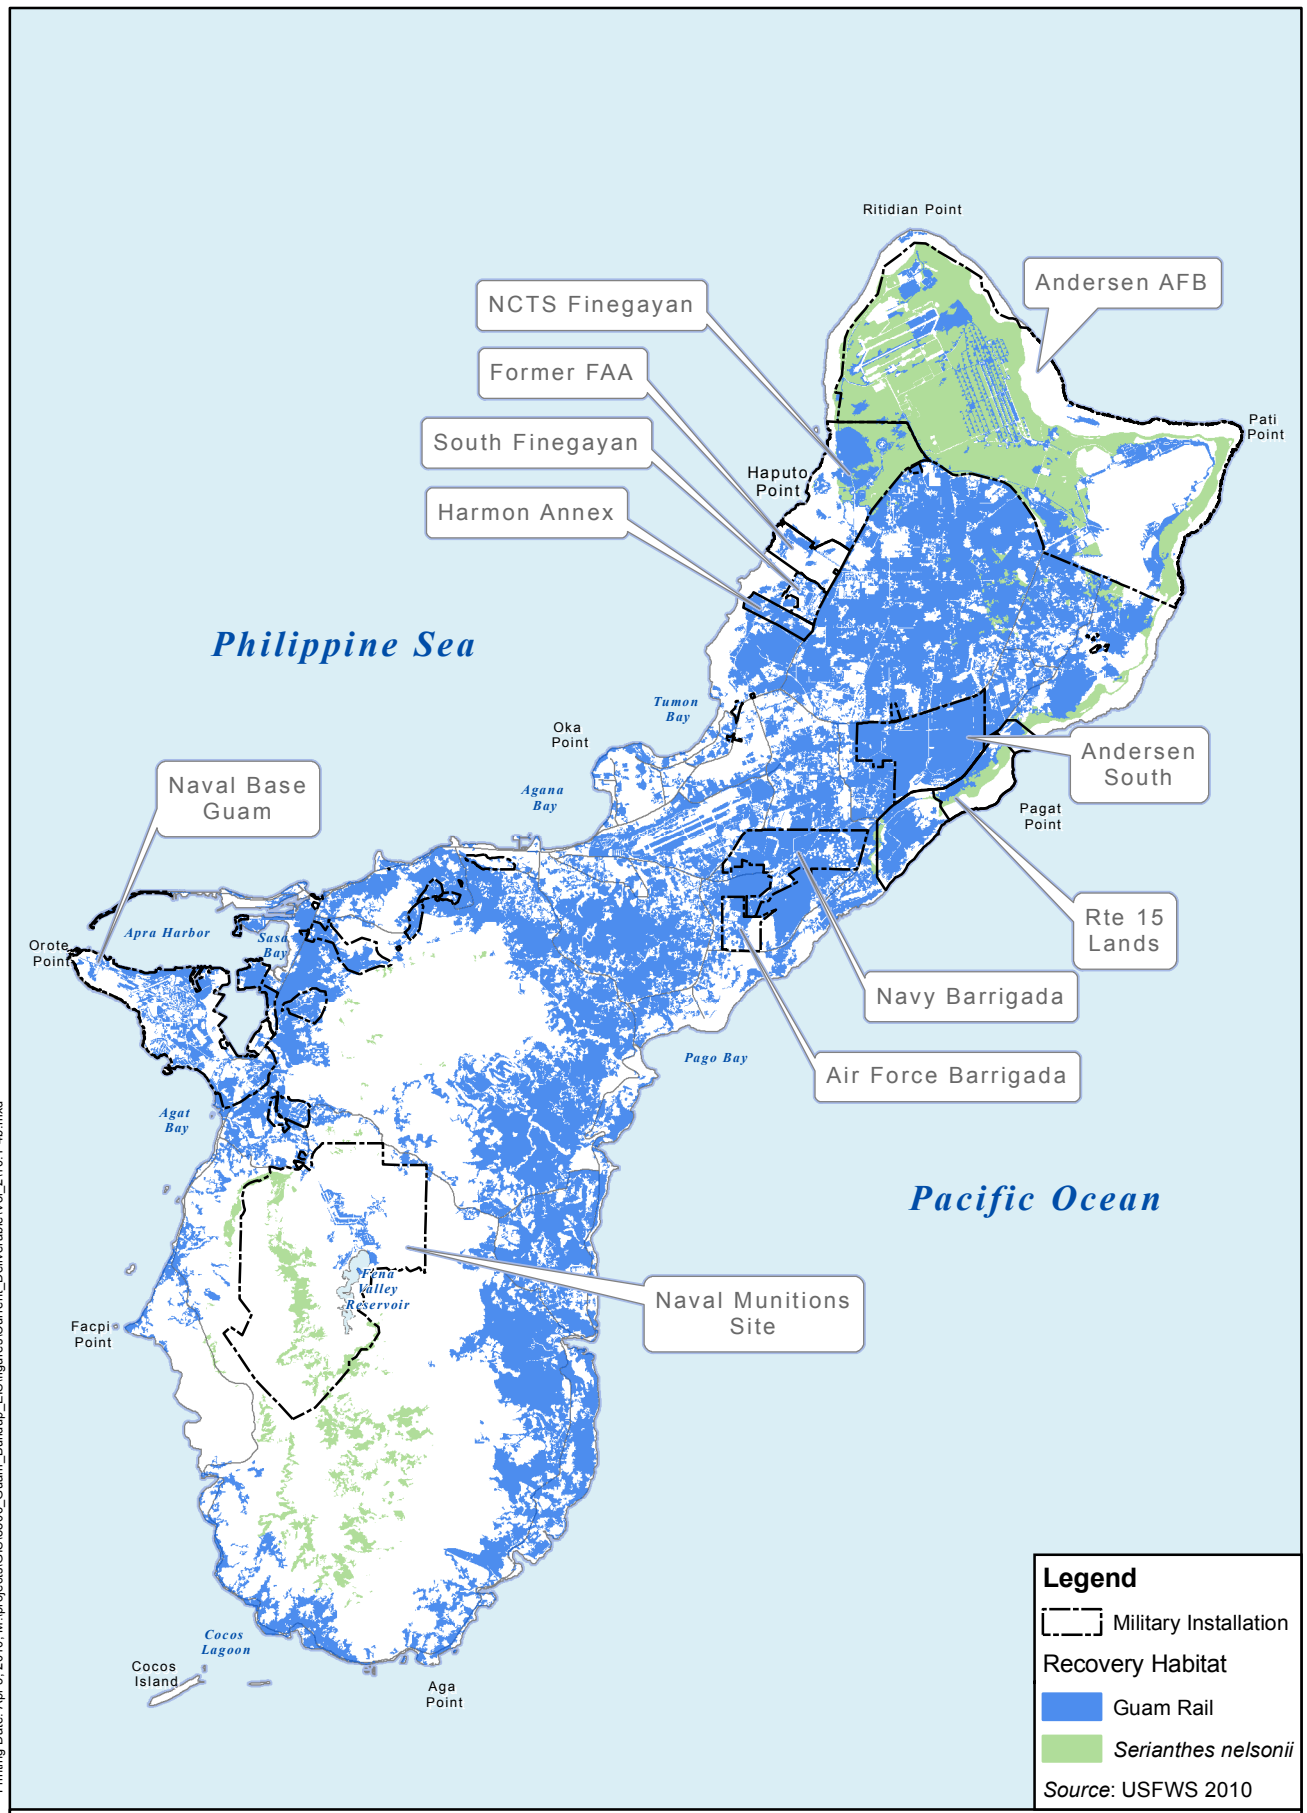 Ritidian Point
Andersen AFB
NCTS Finegayan
Former FAA
South Finegayan
Harmon Annex
Pati
Point
Haputo
Point
Philippine Sea
Tumon
Bay
Oka
Point
Andersen
South
Naval Base
Guam
Agana
Bay
Pagat
Point
Orote
Point
Apra Harbor
Sasa
Bay
Rte 15
Lands
Navy Barrigada
Pago Bay
Air Force Barrigada
Agat
Bay
Pacific Ocean
Fena
Valley
Reservoir
Naval Munitions
Site
Facpi
Point
Cocos
Lagoon
Cocos
Island
Aga
Point
Legend
Military Installation
Recovery Habitat
Guam Rail
Serianthes nelsonii
Source: USFWS 2010